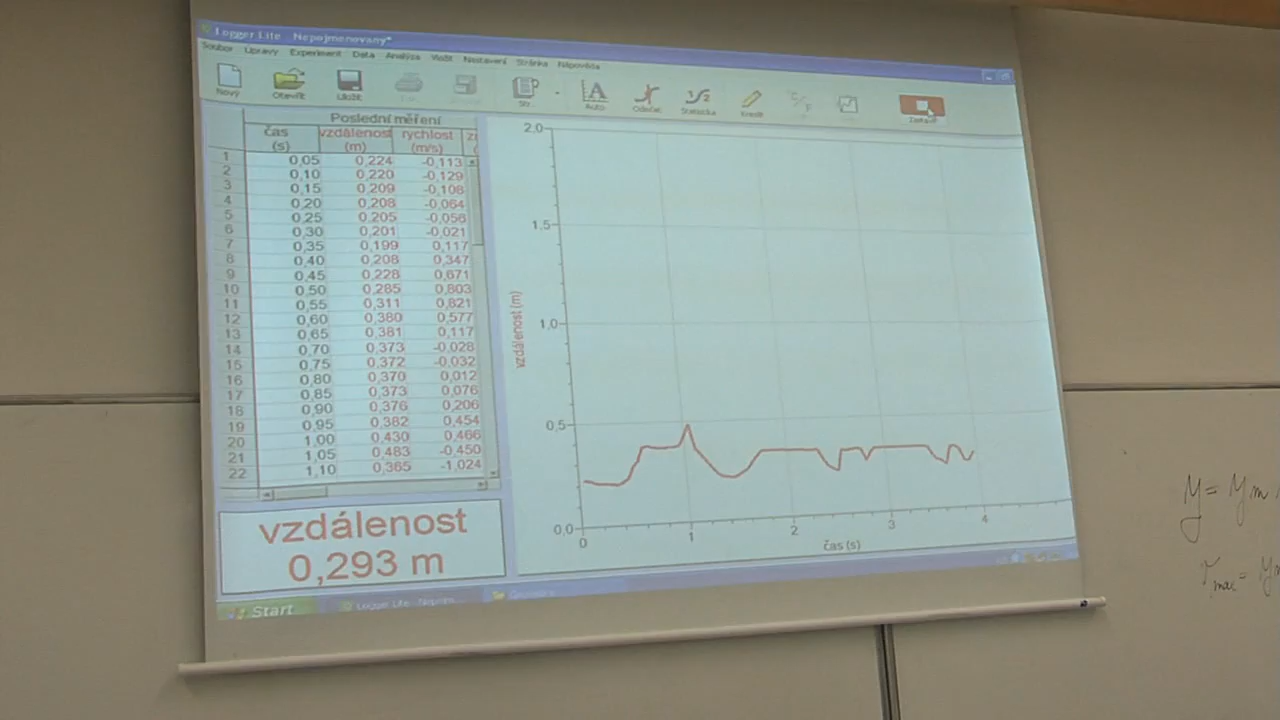 Logger Lite - Nepojmenovany*
Soubor Úpravy Experiment Data Analýza Vložit Nastavení Stránka Nápověda
Nový Otevřít Uložit Str. Auto Odečet Statistika
Poslední měření
čas vzdálenost rychlost
(s) (m) (m/s)
1 0,05 0,224 -0,113
2 0,10 0,220 -0,129
3 0,15 0,209 -0,108
4 0,20 0,208 -0,064
5 0,25 0,205 -0,056
6 0,30 0,201 -0,021
7 0,35 0,199 0,117
8 0,40 0,208 0,347
9 0,45 0,228 0,671
10 0,50 0,285 0,803
11 0,55 0,311 0,821
12 0,60 0,380 0,577
13 0,65 0,381 0,117
14 0,70 0,373 -0,028
15 0,75 0,372 -0,032
16 0,80 0,370 0,012
17 0,85 0,373 0,076
18 0,90 0,376 0,206
19 0,95 0,382 0,454
20 1,00 0,430 0,466
21 1,05 0,483 -0,450
22 1,10 0,365 -1,024
vzdálenost
0,293 m
2,0
1,5
1,0
0,5
0,0
vzdálenost (m)
0 1 2 3 4
čas (s)
Start Logger Lite - Nepojm...
y = ym
vmax = ym